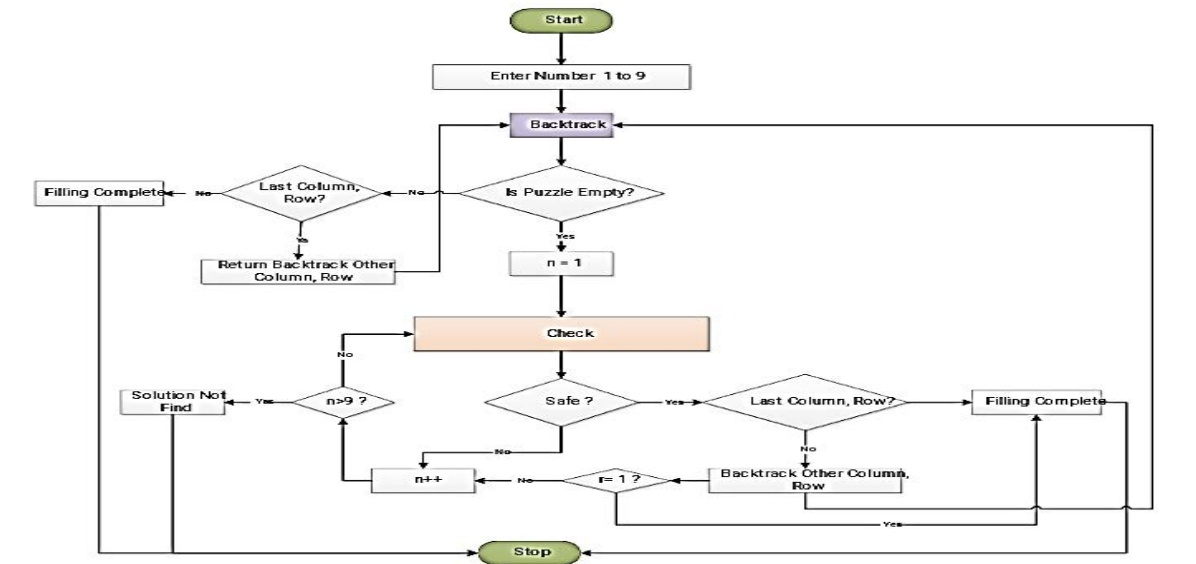 Start
Enter Number 1 to 9
Backtrack
Is Puzzle Empty?
No
Last Column,
Row?
No
Filling Complete
Ys
Return Backtrack Other
Column, Row
Yes
n = 1
Check
No
Safe ?
Yes
Last Column, Row?
Filling Complete
n>9 ?
Yes
Solution Not
Find
No
No
Backtrack Other Column,
Row
r= 1 ?
No
n++
Yes
Stop